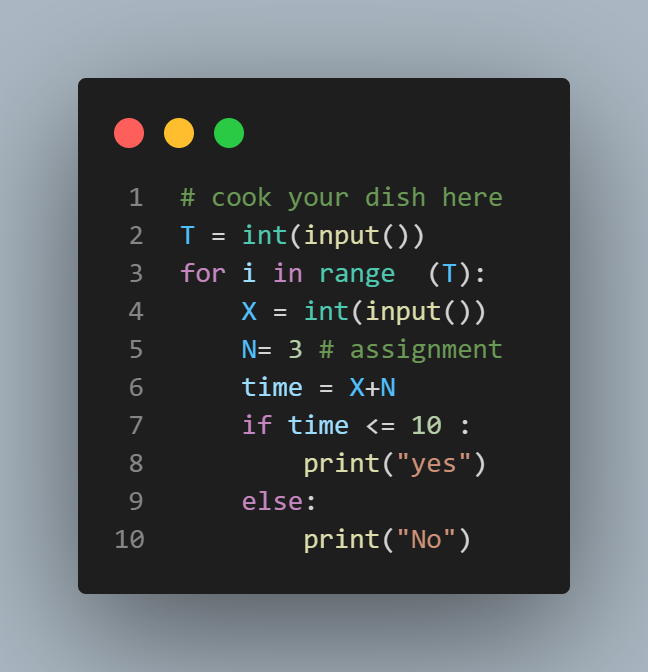 1 # cook your dish here
2 T = int(input())
3 for i in range  (T):
4     X = int(input())
5     N= 3 # assignment
6     time = X+N
7     if time <= 10 :
8         print("yes")
9     else:
10         print("No")